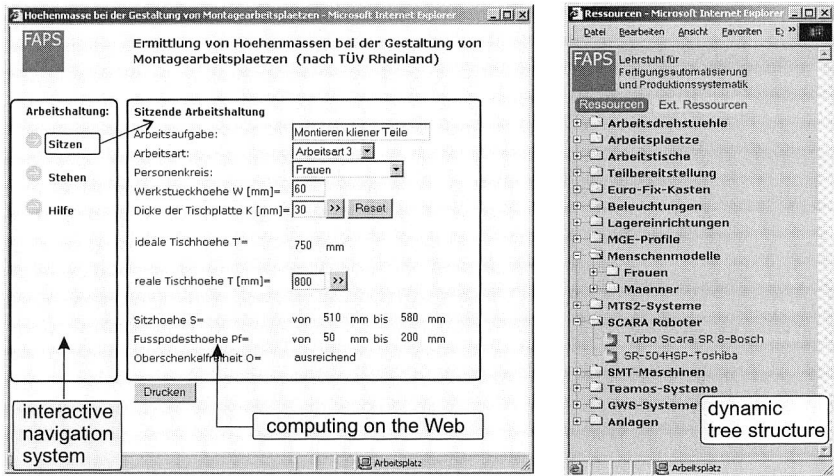 Hoehenmasse bei der Gestaltung von Montagearbeitsplaetzen - Microsoft Internet Explorer
FAPS
Ermittlung von Hoehenmassen bei der Gestaltung von
Montagearbeitsplaetzen (nach TÜV Rheinland)
Arbeitshaltung:
Sitzen
Stehen
Hilfe
Sitzende Arbeitshaltung
Arbeitsaufgabe: Montieren kliener Teile
Arbeitsart: Arbeitsart 3
Personenkreis: Frauen
Werkstueckhoehe W [mm]= 60
Dicke der Tischplatte K [mm]= 30 >> Reset
ideale Tischhoehe T'= 750 mm
reale Tischhoehe T [mm]= 800 >>
Sitzhoehe S= von 510 mm bis 580 mm
Fusspodesthoehe Pf= von 50 mm bis 200 mm
Oberschenkelfreiheit O= ausreichend
Drucken
interactive
navigation
system
computing on the Web
Arbeitsplatz
Ressourcen - Microsoft Internet Explorer
Datei Bearbeiten Ansicht Favoriten E >>
FAPS
Lehrstuhl für
Fertigungsautomatisierung
und Produktionssystematik
Ressourcen Ext. Ressourcen
Arbeitsdrehstuehle
Arbeitsplaetze
Arbeitstische
Teilbereitstellung
Euro-Fix-Kasten
Beleuchtungen
Lagereinrichtungen
MGE-Profile
Menschenmodelle
Frauen
Maenner
MTS2-Systeme
SCARA Roboter
Turbo Scara SR 8-Bosch
SR-504HSP-Toshiba
SMT-Maschinen
Teamos-Systeme
GWS-Systeme
Anlagen
dynamic
tree structure
Arbeitsplatz